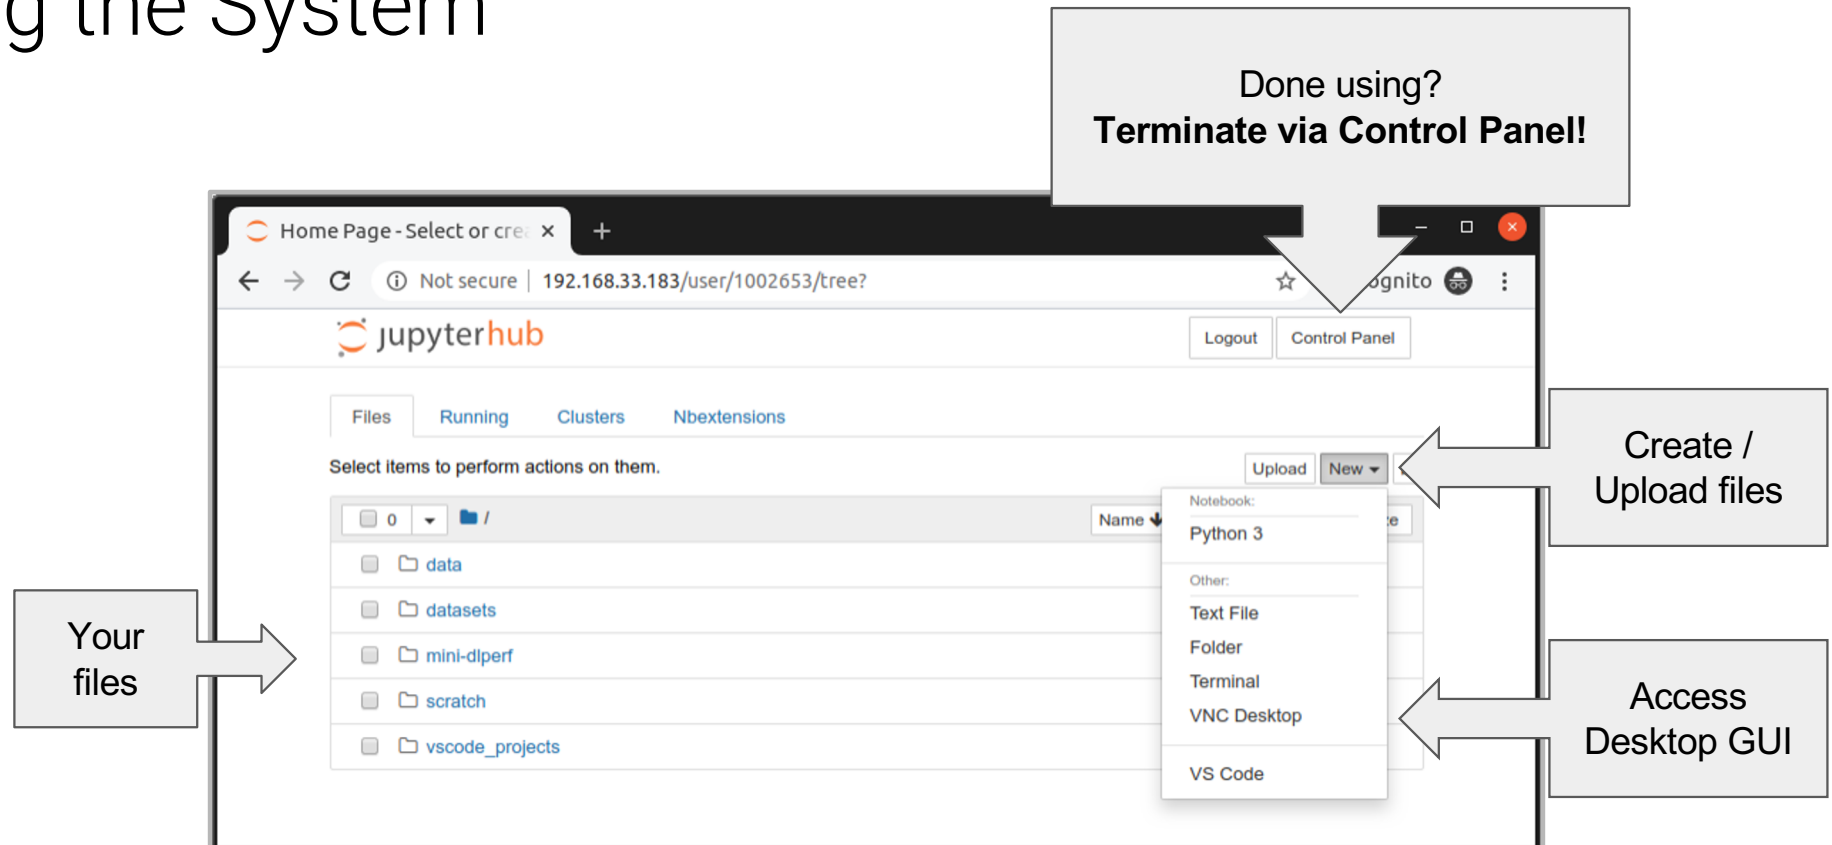 g the System
Done using?
Terminate via Control Panel!
Home Page - Select or crea
Not secure | 192.168.33.183/user/1002653/tree?
jupyterhub
Logout
Control Panel
Files
Running
Clusters
Nbextensions
Select items to perform actions on them.
Upload
New
Create /
Upload files
0
/
Name
Notebook:
Python 3
Other:
Text File
Folder
Terminal
VNC Desktop
VS Code
data
datasets
mini-dlperf
scratch
vscode_projects
Your
files
Access
Desktop GUI